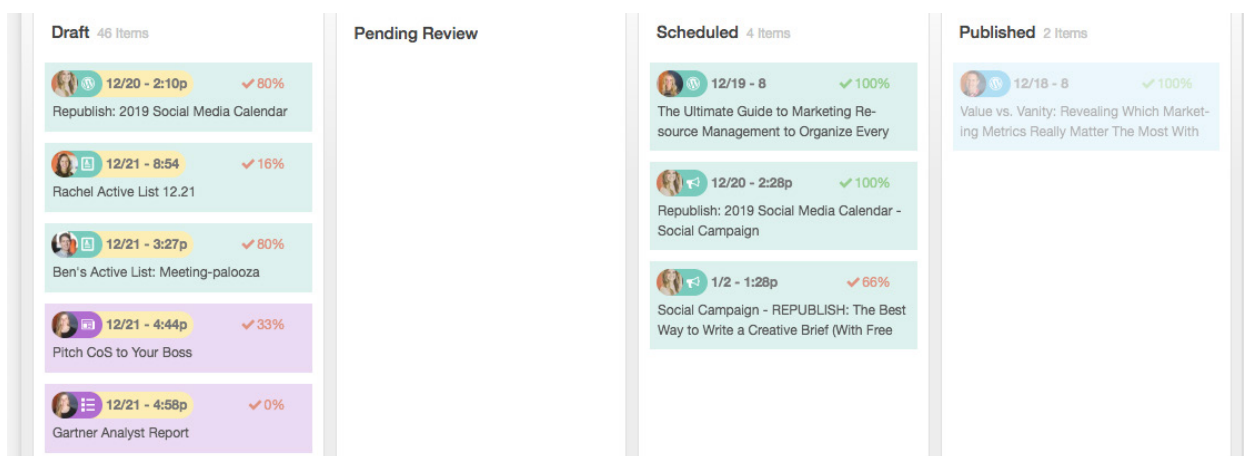 Draft 46 Items
12/20 - 2:10p 80%
Republish: 2019 Social Media Calendar
12/21 - 8:54 16%
Rachel Active List 12.21
12/21 - 3:27p 80%
Ben's Active List: Meeting-palooza
12/21 - 4:44p 33%
Pitch CoS to Your Boss
12/21 - 4:58p 0%
Gartner Analyst Report
Pending Review
Scheduled 4 Items
12/19 - 8 100%
The Ultimate Guide to Marketing Re-
source Management to Organize Every
12/20 - 2:28p 100%
Republish: 2019 Social Media Calendar -
Social Campaign
1/2 - 1:28p 66%
Social Campaign - REPUBLISH: The Best
Way to Write a Creative Brief (With Free
Published 2 Items
12/18 - 8 100%
Value vs. Vanity: Revealing Which Market-
ing Metrics Really Matter The Most With